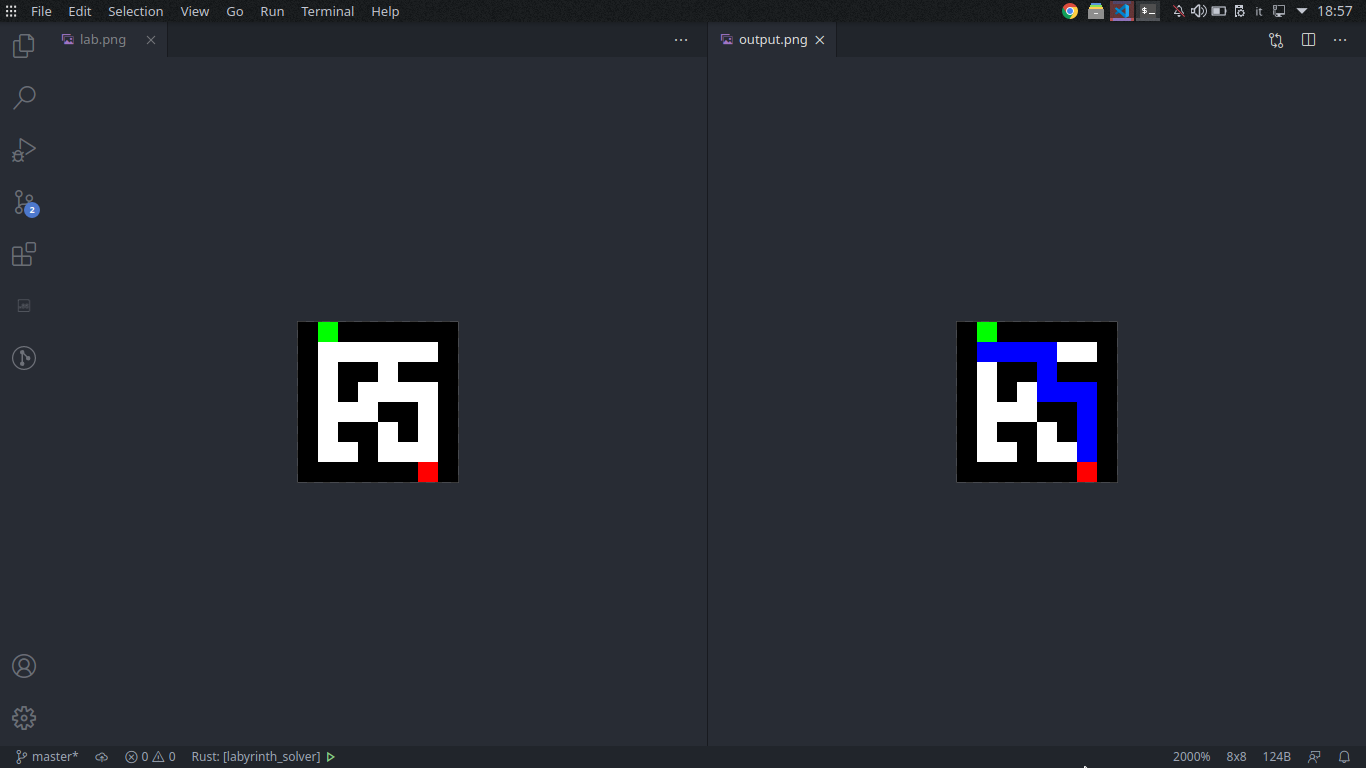 File Edit Selection View Go Run Terminal Help it 18:57
lab.png output.png
2
master* 0 0 Rust: [labyrinth_solver] 2000% 8x8 124B